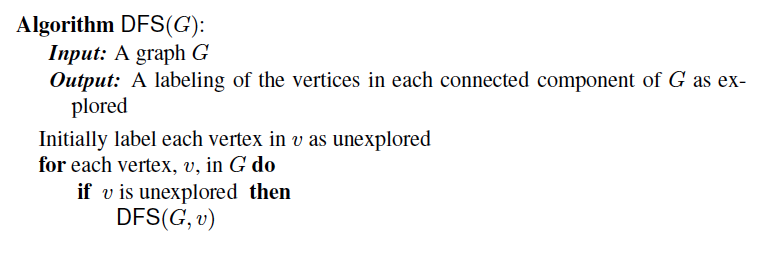 Algorithm DFS(G):
Input: A graph G
Output: A labeling of the vertices in each connected component of G as ex-
plored
Initially label each vertex in v as unexplored
for each vertex, v, in G do
if v is unexplored then
DFS(G, v)